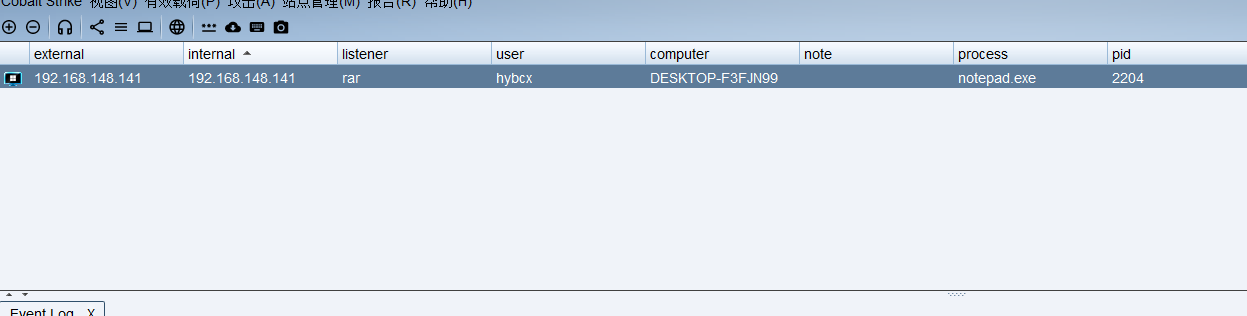 Cobalt Strike 视图(V) 有效载荷(P) 攻击(A) 站点管理(M) 报告(R) 帮助(H)
external internal listener user computer note process pid
192.168.148.141 192.168.148.141 rar hybcx DESKTOP-F3FJN99 notepad.exe 2204
Event Log X